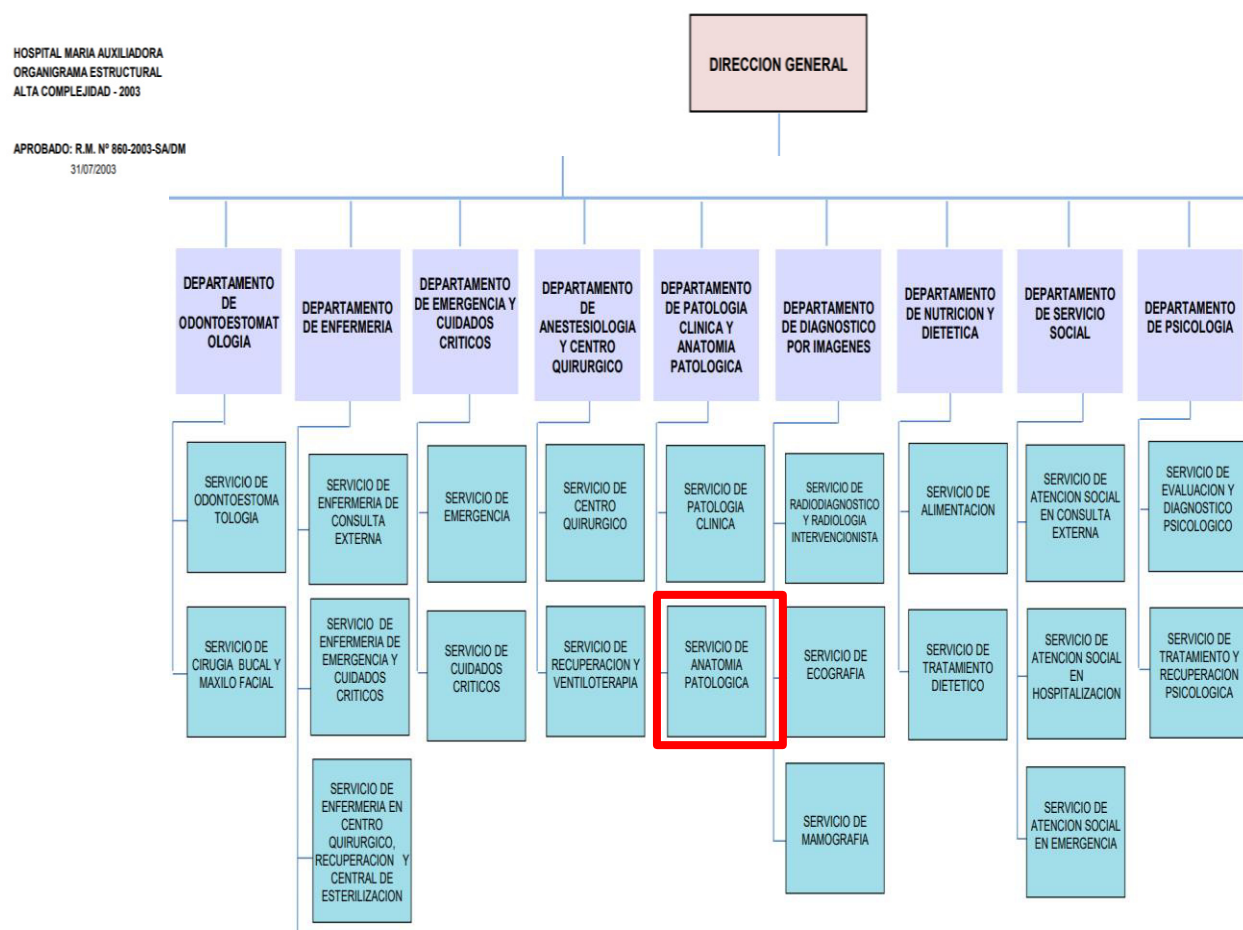 HOSPITAL MARIA AUXILIADORA
ORGANIGRAMA ESTRUCTURAL
ALTA COMPLEJIDAD - 2003
APROBADO: R.M. Nº 860-2003-SA/DM
31/07/2003
DIRECCION GENERAL
DEPARTAMENTO
DE
ODONTOESTOMAT
OLOGIA
DEPARTAMENTO
DE ENFERMERIA
DEPARTAMENTO
DE EMERGENCIA Y
CUIDADOS
CRITICOS
DEPARTAMENTO
DE
ANESTESIOLOGIA
Y CENTRO
QUIRURGICO
DEPARTAMENTO
DE PATOLOGIA
CLINICA Y
ANATOMIA
PATOLOGICA
DEPARTAMENTO
DE DIAGNOSTICO
POR IMAGENES
DEPARTAMENTO
DE NUTRICION Y
DIETETICA
DEPARTAMENTO
DE SERVICIO
SOCIAL
DEPARTAMENTO
DE PSICOLOGIA
SERVICIO DE
ODONTOESTOMA
TOLOGIA
SERVICIO DE
ENFERMERIA DE
CONSULTA
EXTERNA
SERVICIO DE
EMERGENCIA
SERVICIO DE
CENTRO
QUIRURGICO
SERVICIO DE
PATOLOGIA
CLINICA
SERVICIO DE
RADIODIAGNOSTICO
Y RADIOLOGIA
INTERVENCIONISTA
SERVICIO DE
ALIMENTACION
SERVICIO DE
ATENCION SOCIAL
EN CONSULTA
EXTERNA
SERVICIO DE
EVALUACION Y
DIAGNOSTICO
PSICOLOGICO
SERVICIO DE
CIRUGIA BUCAL Y
MAXILO FACIAL
SERVICIO DE
ENFERMERIA DE
EMERGENCIA Y
CUIDADOS
CRITICOS
SERVICIO DE
CUIDADOS
CRITICOS
SERVICIO DE
RECUPERACION Y
VENTILOTERAPIA
SERVICIO DE
ANATOMIA
PATOLOGICA
SERVICIO DE
ECOGRAFIA
SERVICIO DE
TRATAMIENTO
DIETETICO
SERVICIO DE
ATENCION SOCIAL
EN
HOSPITALIZACION
SERVICIO DE
TRATAMIENTO Y
RECUPERACION
PSICOLOGICA
SERVICIO DE
ENFERMERIA EN
CENTRO
QUIRURGICO,
RECUPERACION Y
CENTRAL DE
ESTERILIZACION
SERVICIO DE
MAMOGRAFIA
SERVICIO DE
ATENCION SOCIAL
EN EMERGENCIA